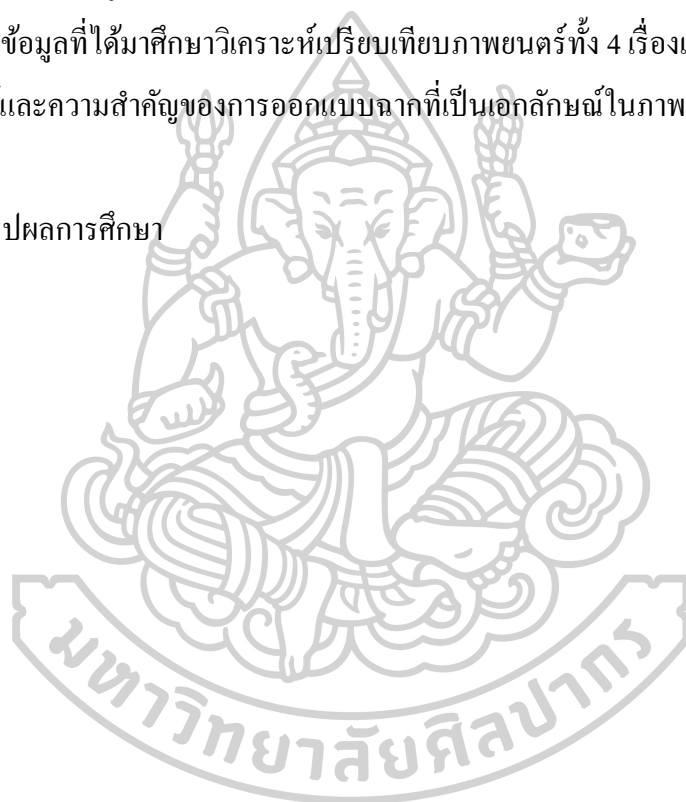 ข้อมูลที่ได้มาศึกษาวิเคราะห์เปรียบเทียบภาพยนตร์ทั้ง 4 เรื่อง
และความสำคัญของการออกแบบฉากที่เป็นเอกลักษณ์ในภาพ
ปผลการศึกษา
มหาวิทยาลัยศิลปากร